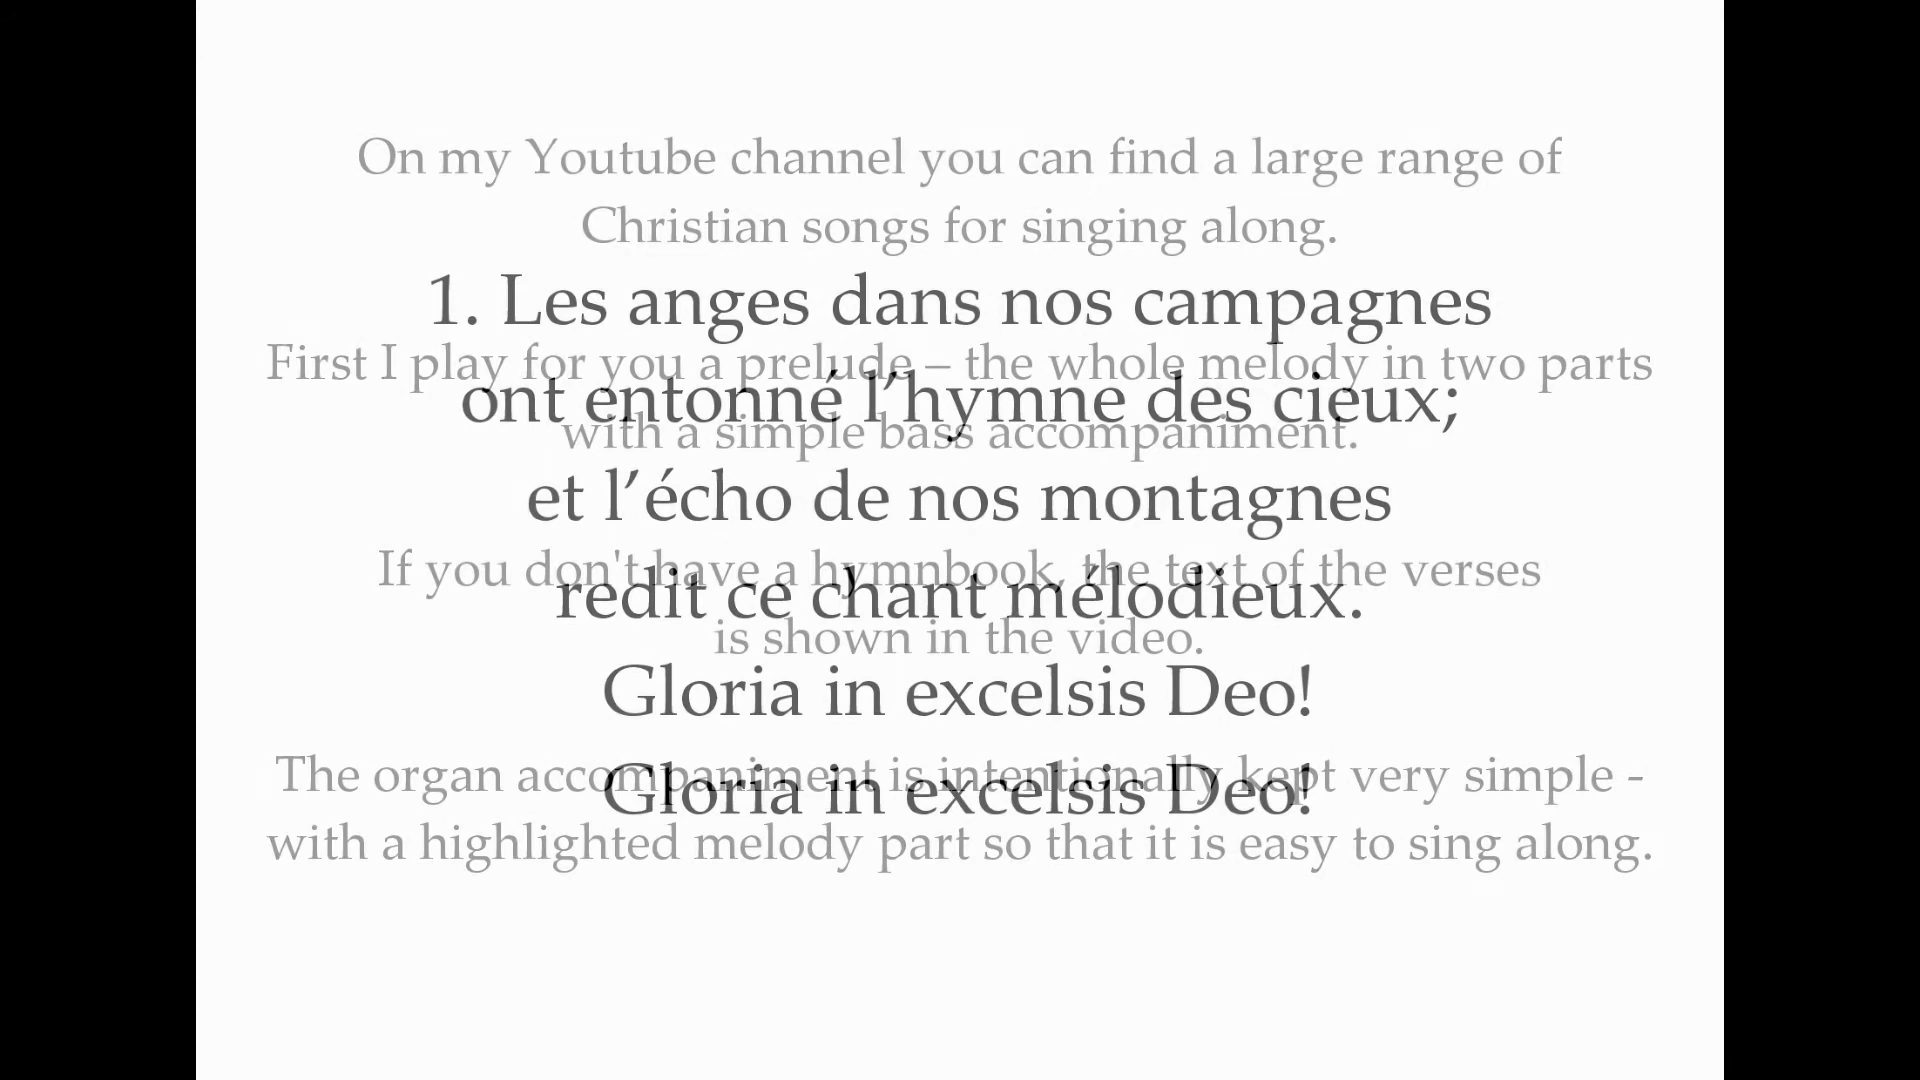 On my Youtube channel you can find a large range of
Christian songs for singing along.
1. Les anges dans nos campagnes
First I play for you a prelude – the whole melody in two parts
ont entonné l’hymne des cieux;
with a simple bass accompaniment.
et l’écho de nos montagnes
If you don't have a hymnbook, the text of the verses
redit ce chant mélodieux.
is shown in the video.
Gloria in excelsis Deo!
The organ accompaniment is intentionally kept very simple -
Gloria in excelsis Deo!
with a highlighted melody part so that it is easy to sing along.